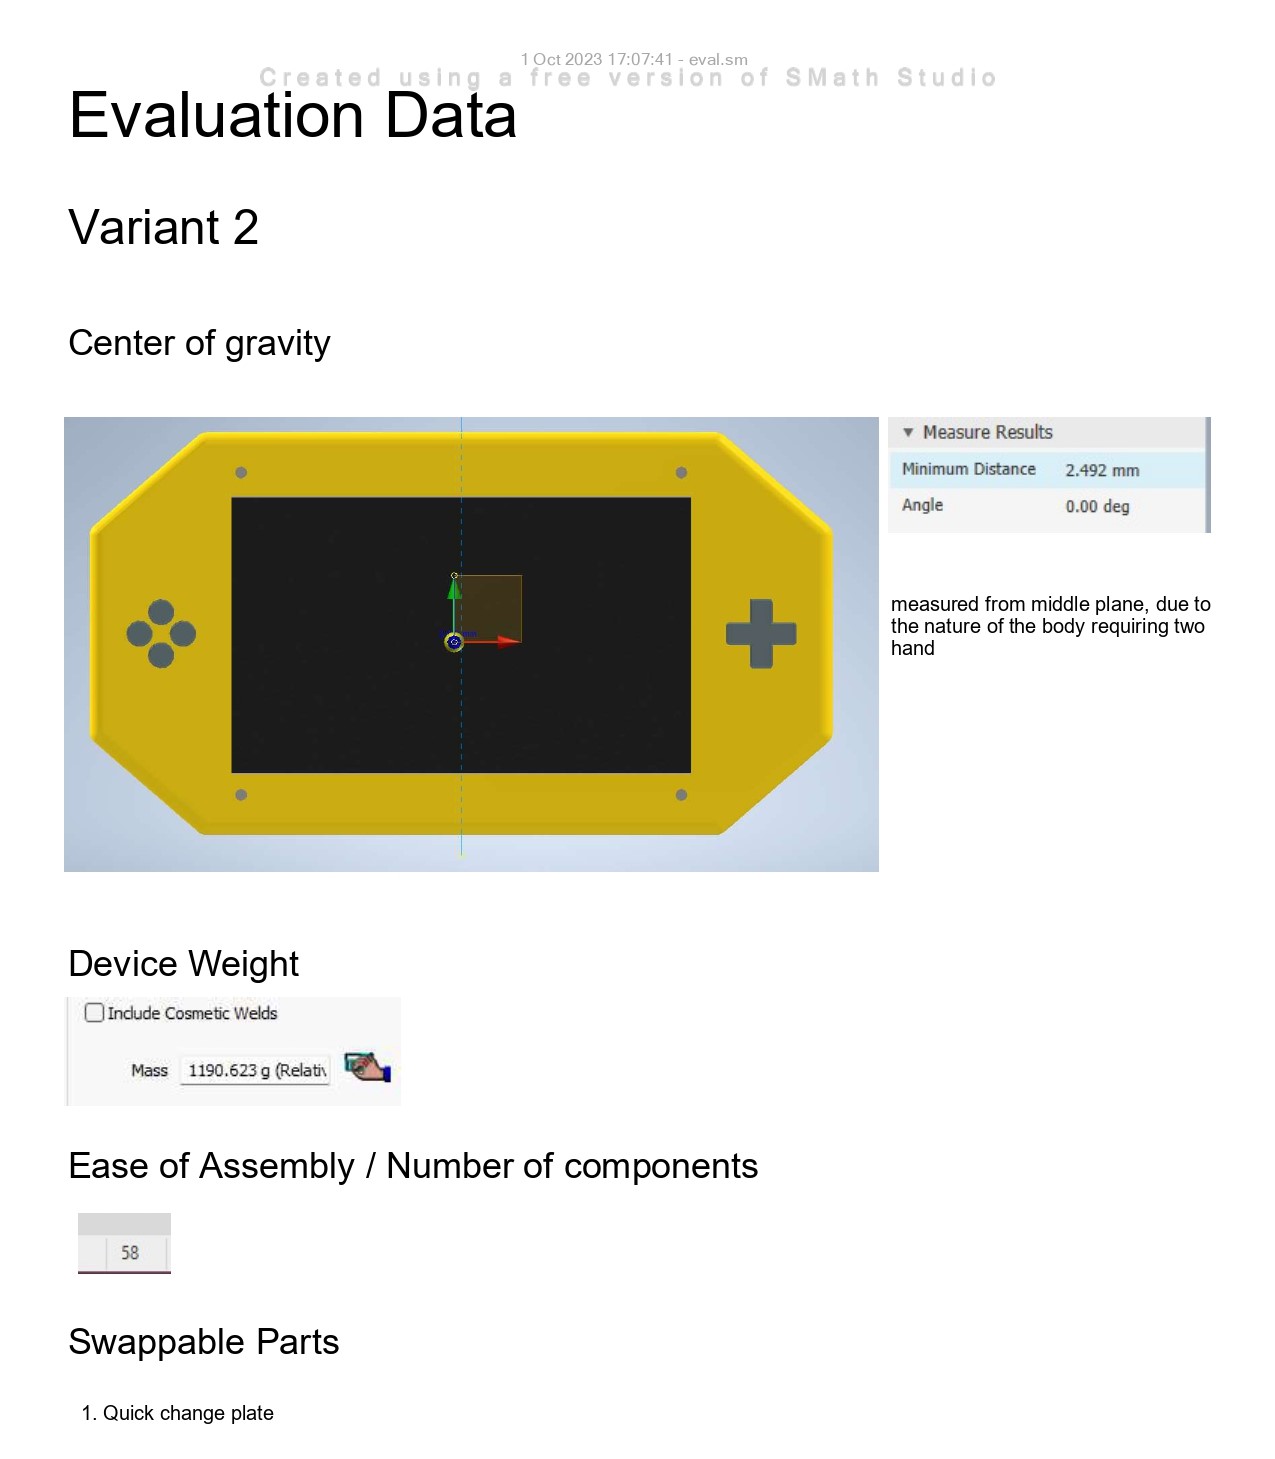 1 Oct 2023 17:07:41 - eval.sm
Created using a free version of SMath Studio
Evaluation Data
Variant 2
Center of gravity
Measure Results
Minimum Distance 2.492 mm
Angle 0.00 deg
measured from middle plane, due to
the nature of the body requiring two
hand
Device Weight
Include Cosmetic Welds
Mass 1190.623 g (Relativ
Ease of Assembly / Number of components
58
Swappable Parts
1. Quick change plate